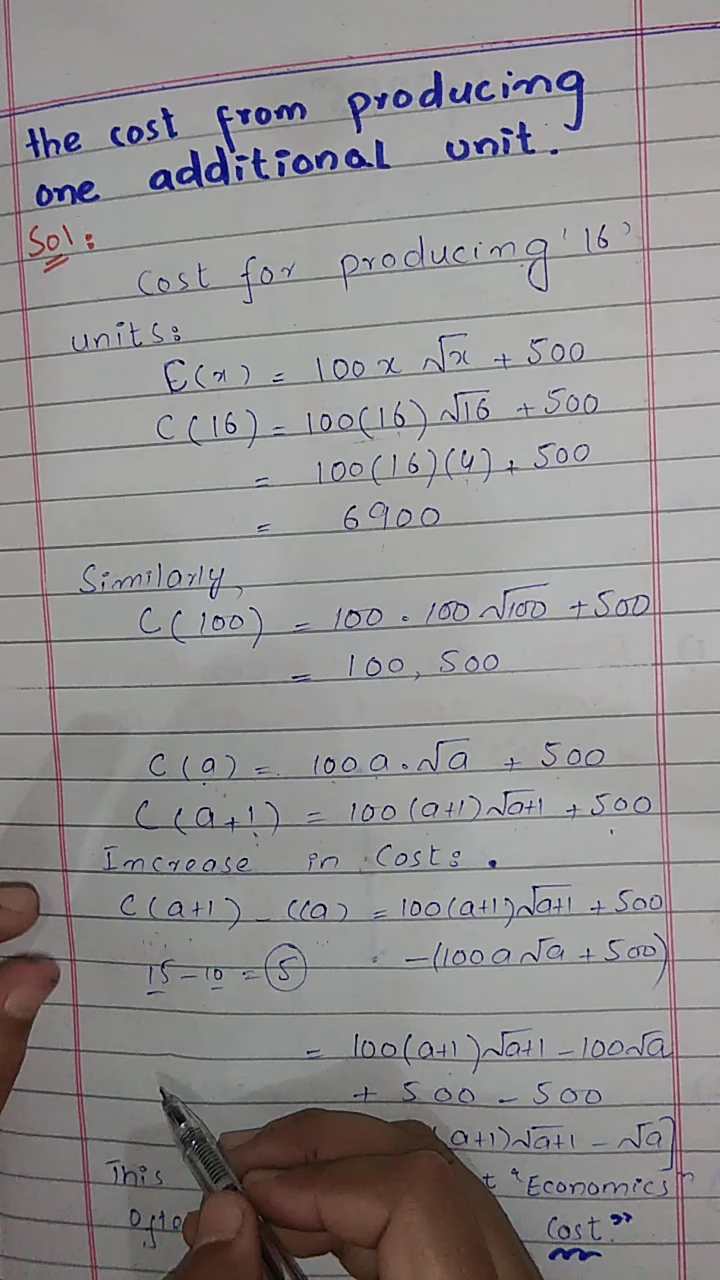 the cost from producing
one additional unit.
Sol:
Cost for producing '16'
units:
C(x) = 100x √x + 500
C(16) = 100(16) √16 + 500
= 100(16)(4) + 500
= 6900
Similarly,
C(100) = 100 . 100 √100 + 500
= 100,500
C(a) = 100a.√a + 500
C(a+1) = 100(a+1)√a+1 + 500
Increase in Cost:
C(a+1) - C(a) = 100(a+1)√a+1 + 500
15 - 10 = 5 -(100a√a + 500)
= 100(a+1)√a+1 - 100√a
+ 500 - 500
(a+1)√a+1 - √a]
This "Economics"
Cost."